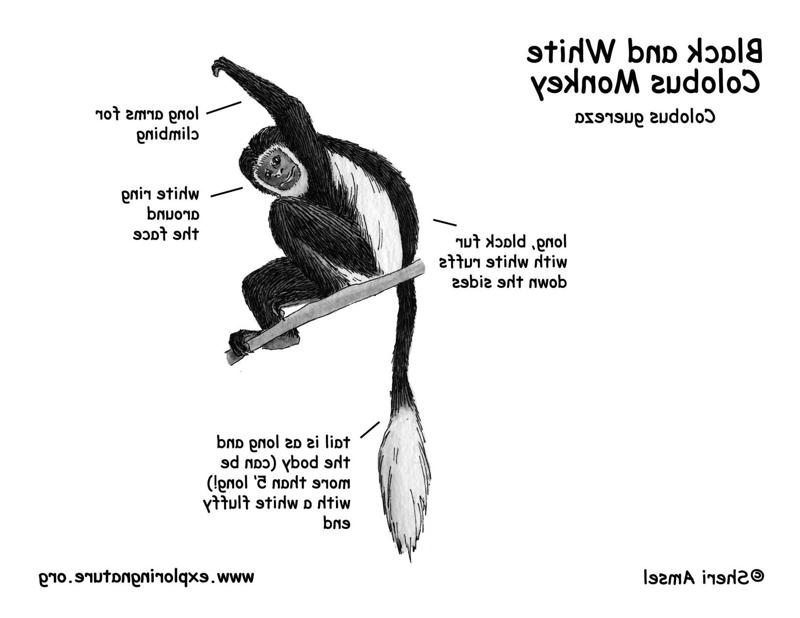 Black and White
Colobus Monkey
Colobus guereza
long arms for
climbing
white ring
around
the face
long, black fur
with white ruffs
down the sides
tail is as long and
the body (can be
more than 5' long!)
with a white fluffy
end
©Sheri Amsel
www.exploringnature.org